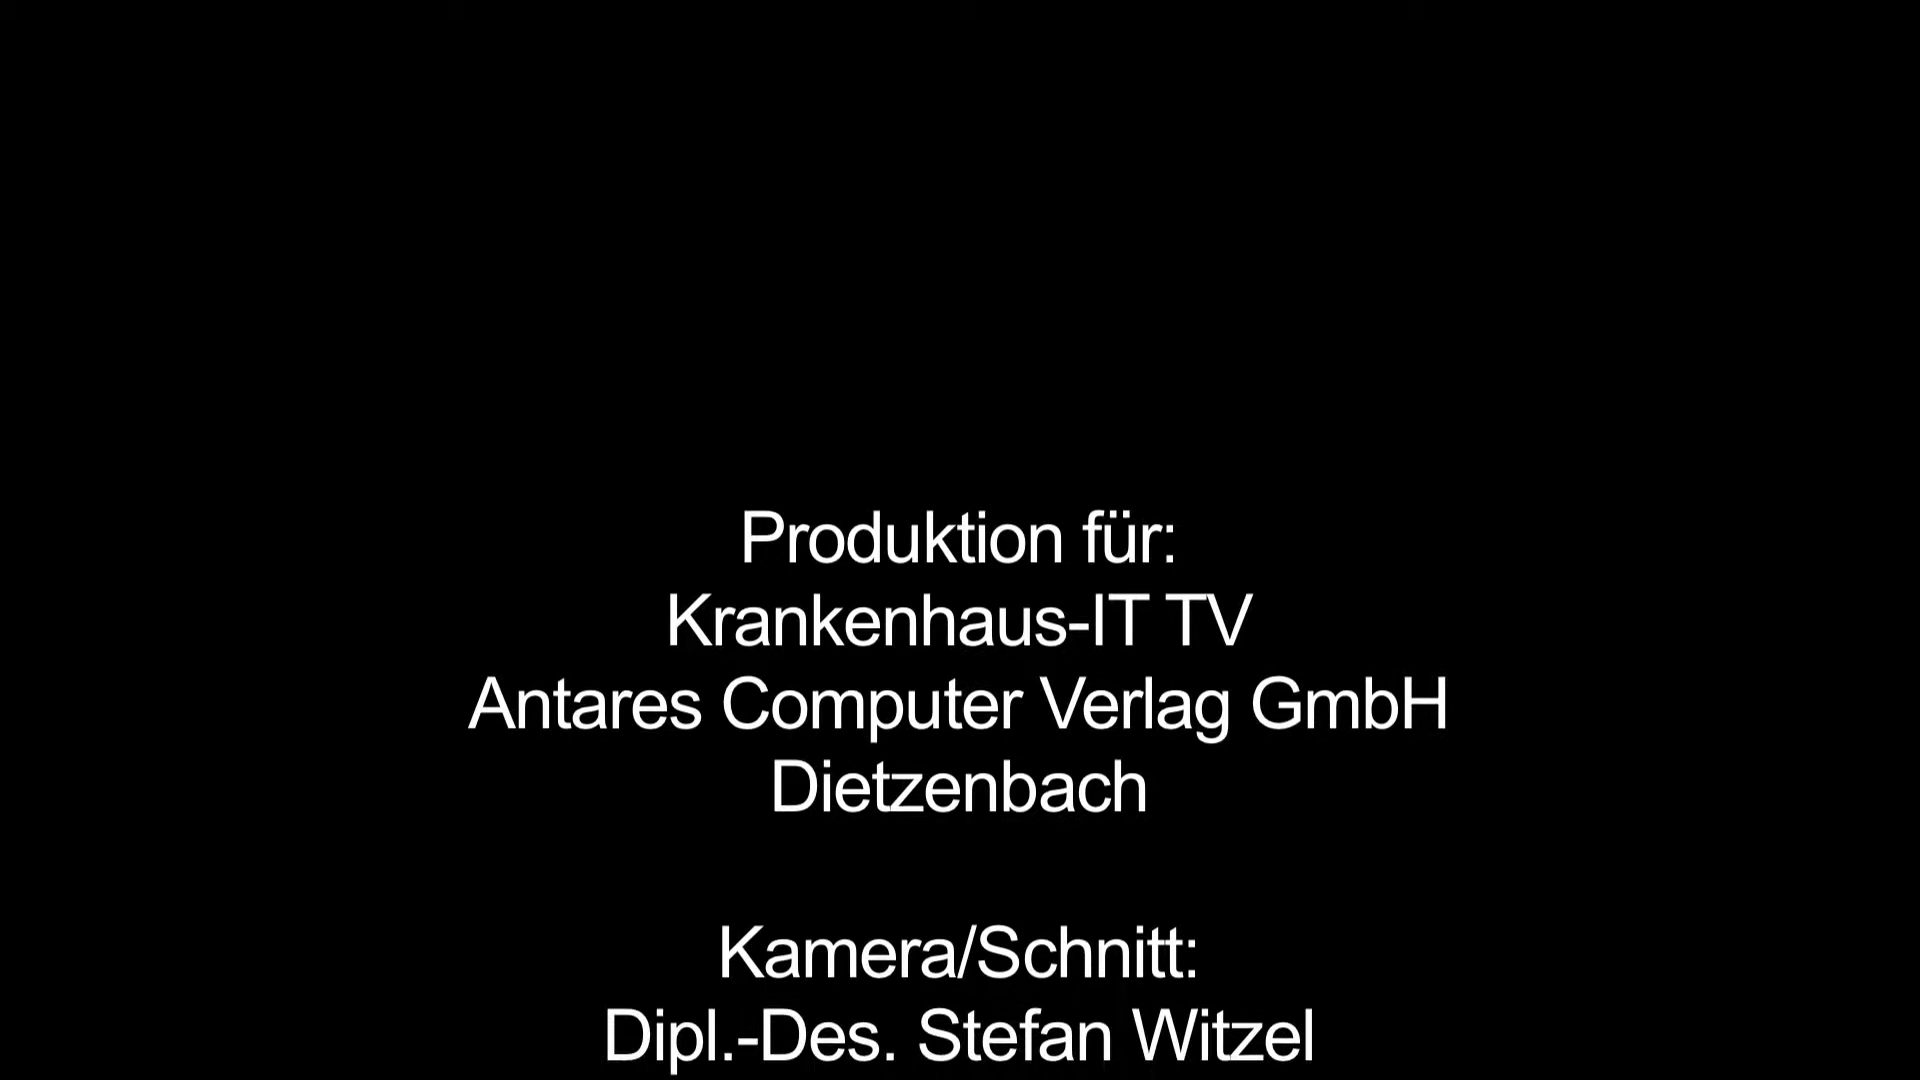 Produktion für:
Krankenhaus-IT TV
Antares Computer Verlag GmbH
Dietzenbach
Kamera/Schnitt:
Dipl.-Des. Stefan Witzel